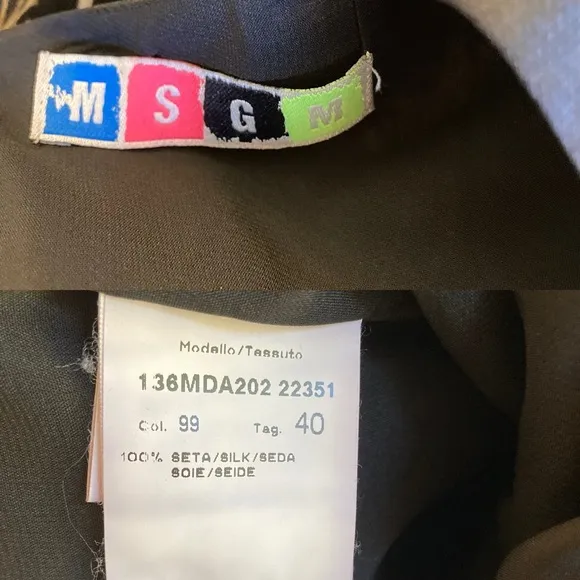 M S G M
Modello/Tessuto
136MDA202 22351
Col. 99 Tag. 40
100% SETA/SILK/SEDA
SOIE/SEIDE